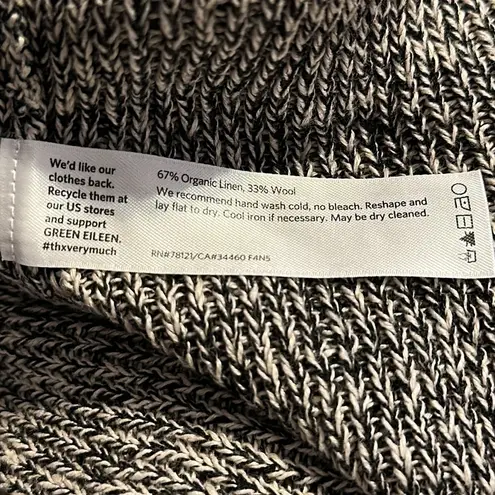 We'd like our
clothes back.
Recycle them at
our US stores
and support
GREEN EILEEN.
#thxverymuch
67% Organic Linen, 33% Wool
We recommend hand wash cold, no bleach. Reshape and
lay flat to dry. Cool iron if necessary. May be dry cleaned.
RN#78121/CA#34460 F4N5